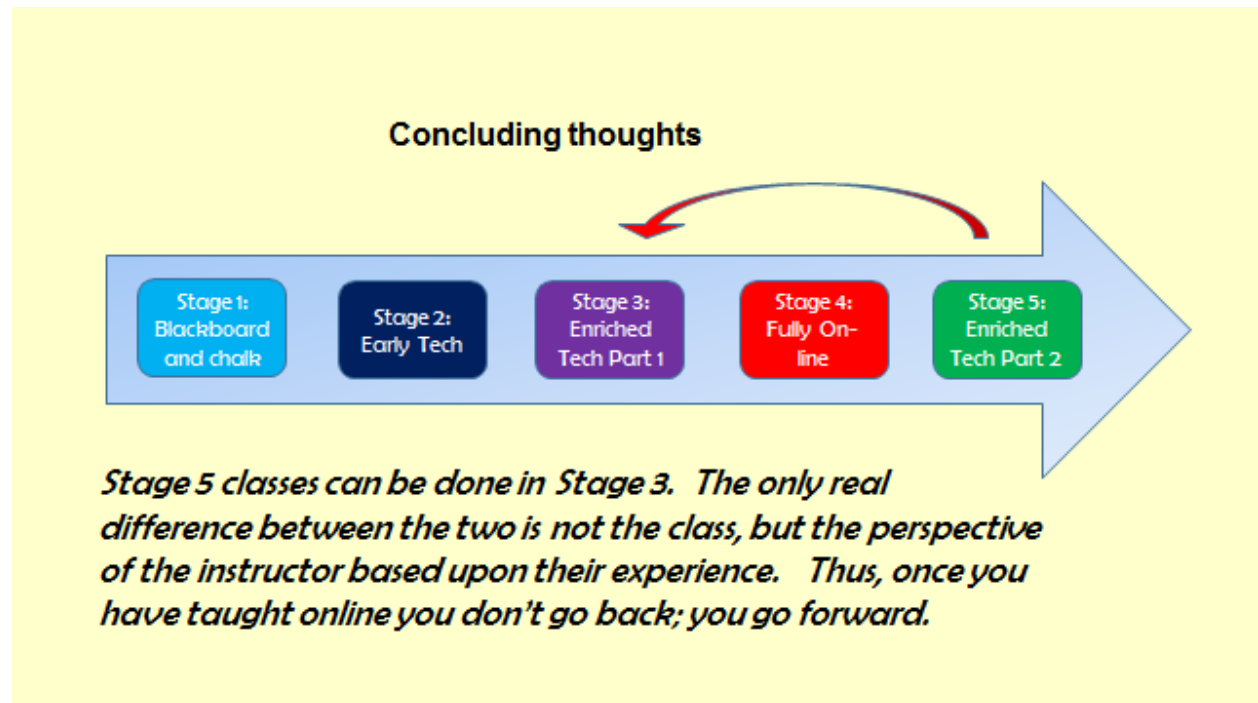 Concluding thoughts
Stage 1:
Blackboard
and chalk
Stage 2:
Early Tech
Stage 3:
Enriched
Tech Part 1
Stage 4:
Fully On-
line
Stage 5:
Enriched
Tech Part 2
Stage 5 classes can be done in Stage 3. The only real
difference between the two is not the class, but the perspective
of the instructor based upon their experience. Thus, once you
have taught online you don't go back; you go forward.